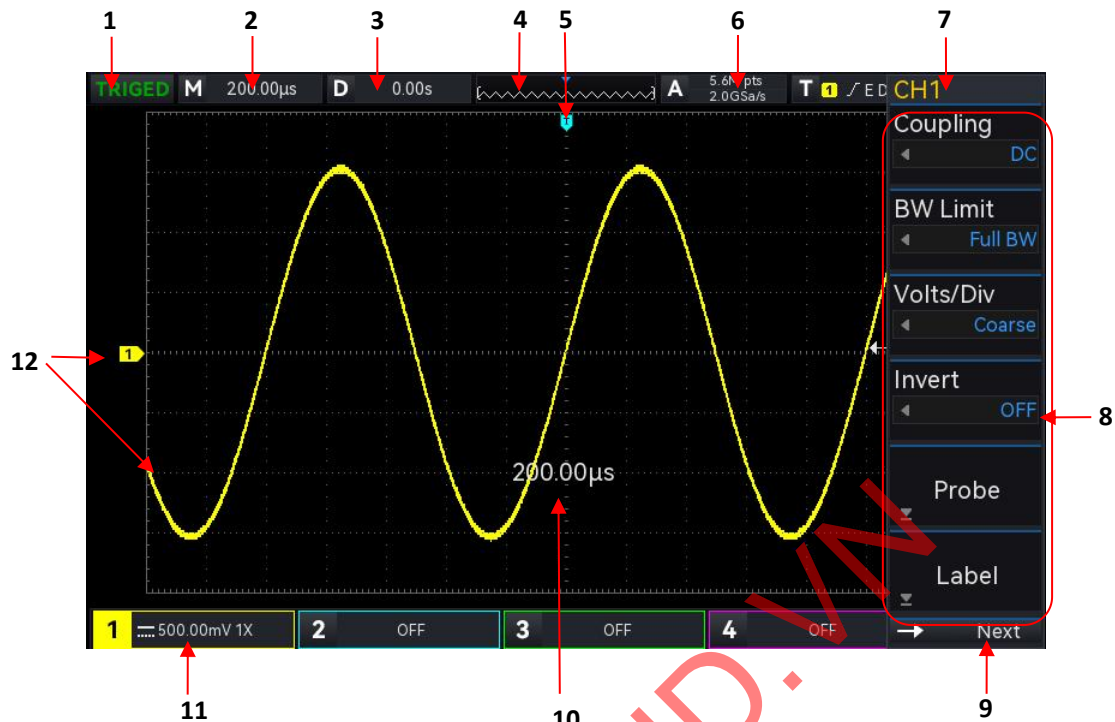 1 2 3 4 5 6 7
TRIGED M 200.00µs D 0.00s A 5.6M pts 2.0GSa/s T 1 E D CH1
T
Coupling
DC
BW Limit
Full BW
Volts/Div
Coarse
1
12
Invert
OFF
8
200.00µs
Probe
Label
1 500.00mV 1X 2 OFF 3 OFF 4 OFF Next
11 10 9
ND.VN